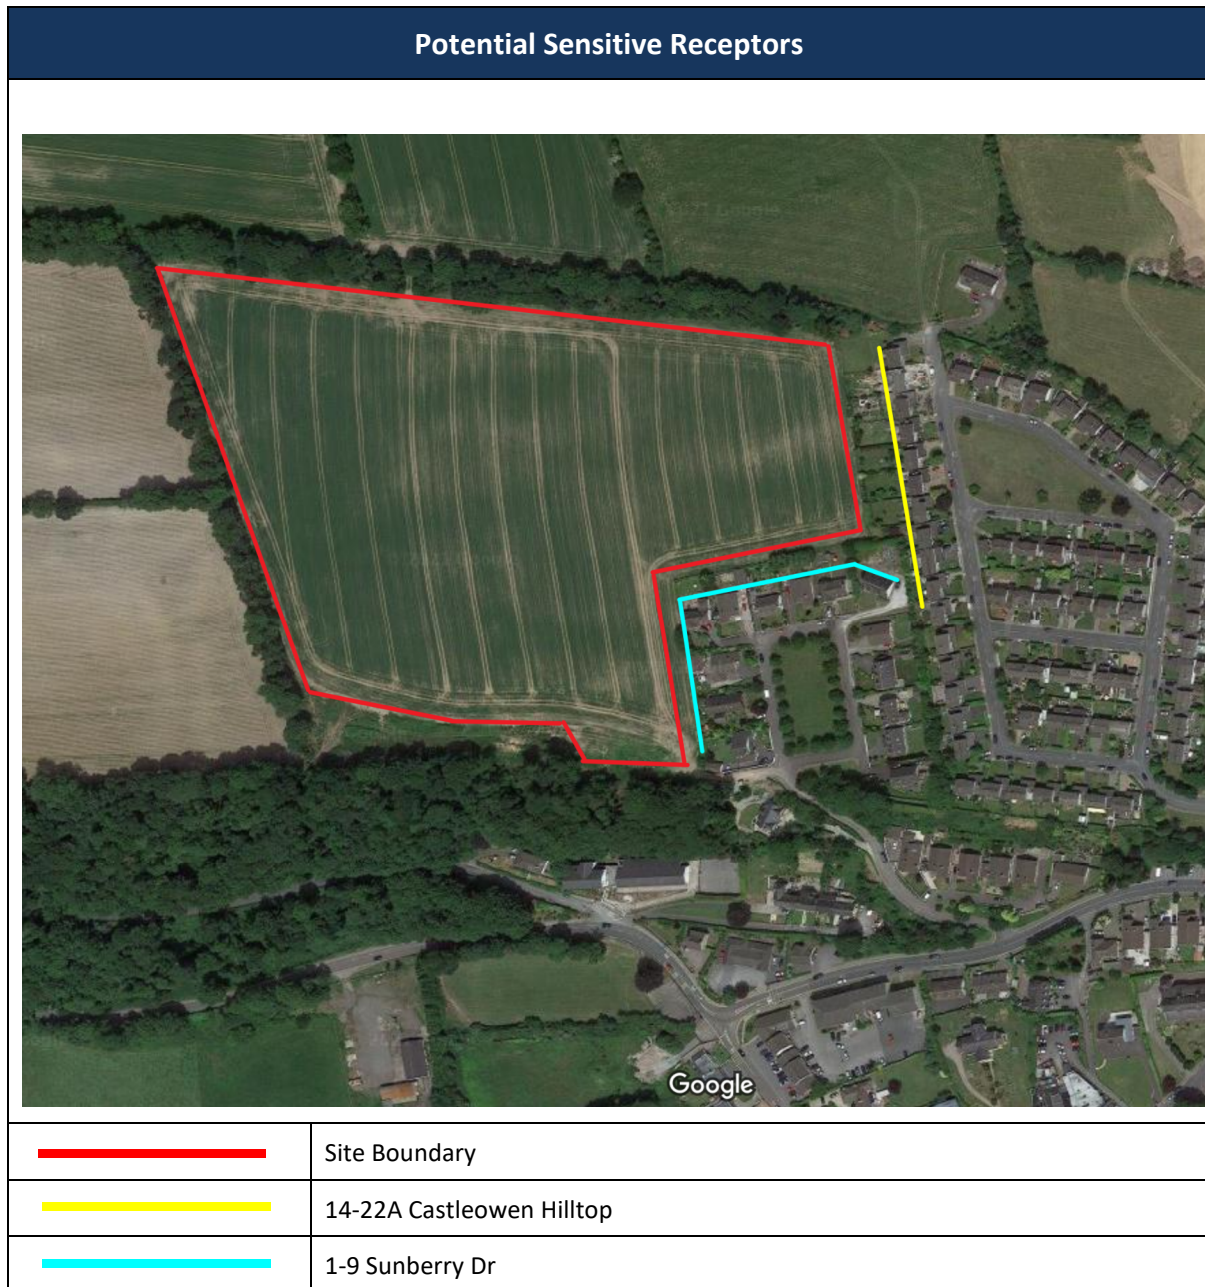 Potential Sensitive Receptors
Google
Site Boundary
14-22A Castleowen Hilltop
1-9 Sunberry Dr